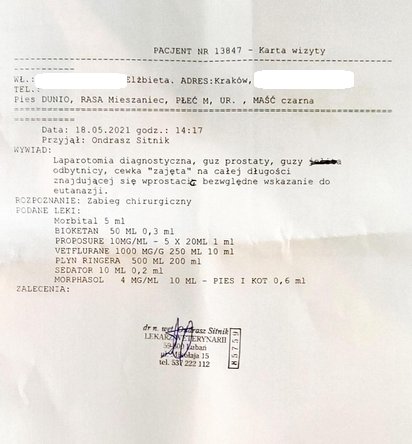 PACJENT NR 13847 - Karta wizyty
WŁ.: Elżbieta. ADRES:Kraków,
TEL.:
Pies DUNIO, RASA Mieszaniec, PŁEĆ M, UR. , MAŚĆ czarna
Data: 18.05.2021 godz.: 14:17
Przyjął: Ondrasz Sitnik
WYWIAD:
Laparotomia diagnostyczna, guz prostaty, guzy
odbytnicy, cewka "zajęta" na całej długości
znajdującej się wprostacie bezwględne wskazanie do
eutanazji.
ROZPOZNANIE: Zabieg chirurgiczny
PODANE LEKI:
Morbital 5 ml
BIOKETAN 50 ML 0,3 ml
PROPOSURE 10MG/ML - 5 X 20ML 1 ml
VETFLURANE 1000 MG/G 250 ML 10 ml
PLYN RINGERA 500 ML 200 ml
SEDATOR 10 ML 0,2 ml
MORPHASOL 4 MG/ML 10 ML - PIES I KOT 0,6 ml
ZALECENIA:
dr n. wet. Ondrasz Sitnik
LEKARZ WETERYNARII
Luban
15
tel. 537 222 112